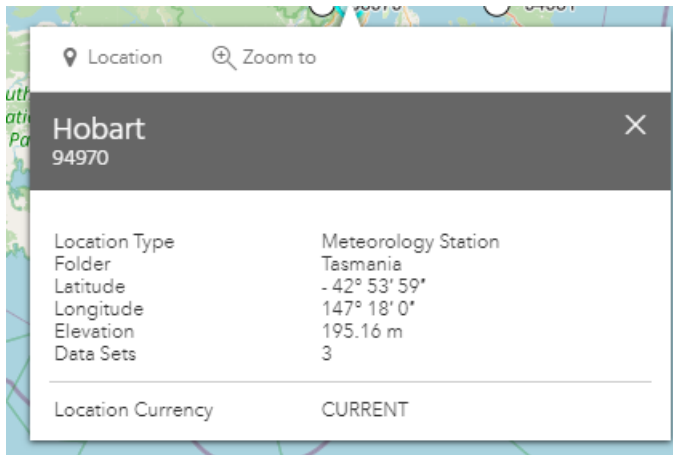 Location Zoom to
Hobart
94970
Location Type Meteorology Station
Folder Tasmania
Latitude - 42° 53' 59"
Longitude 147° 18' 0"
Elevation 195.16 m
Data Sets 3
Location Currency CURRENT